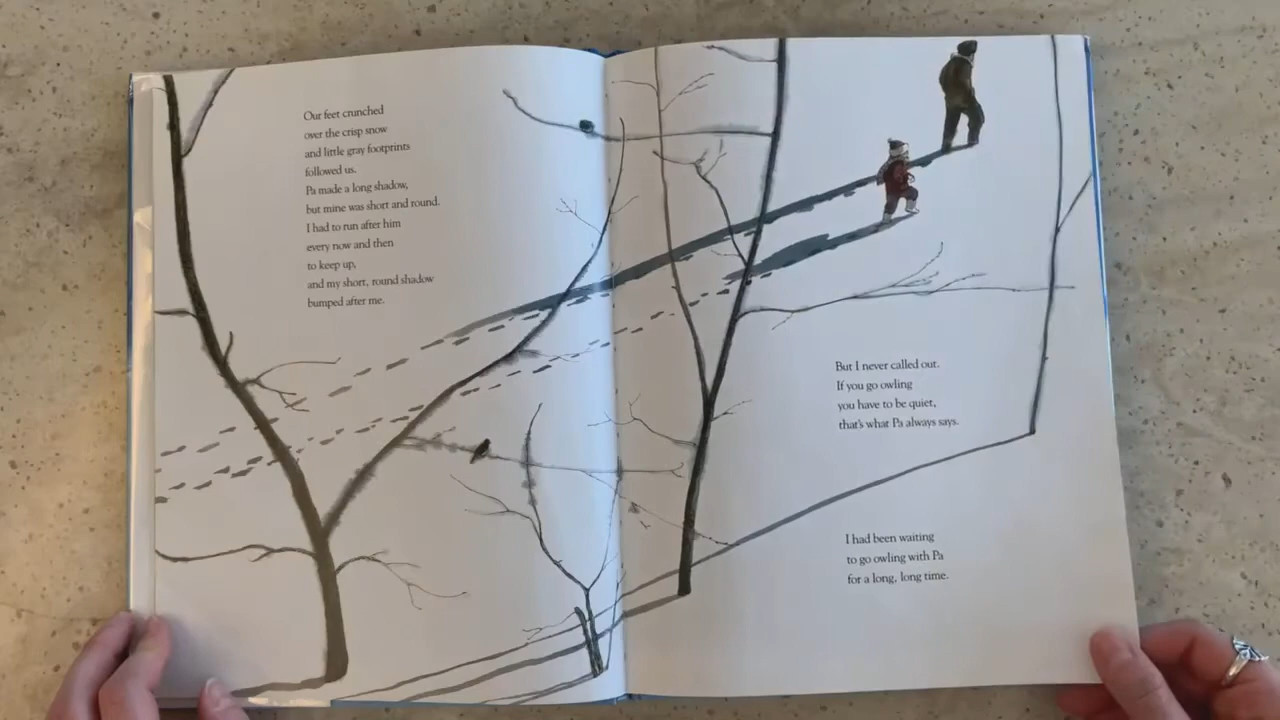 Our feet crunched
over the crisp snow
and little gray footprints
followed us.
Pa made a long shadow,
but mine was short and round.
I had to run after him
every now and then
to keep up,
and my short, round shadow
bumped after me.
But I never called out.
If you go owling
you have to be quiet,
that's what Pa always says.
I had been waiting
to go owling with Pa
for a long, long time.